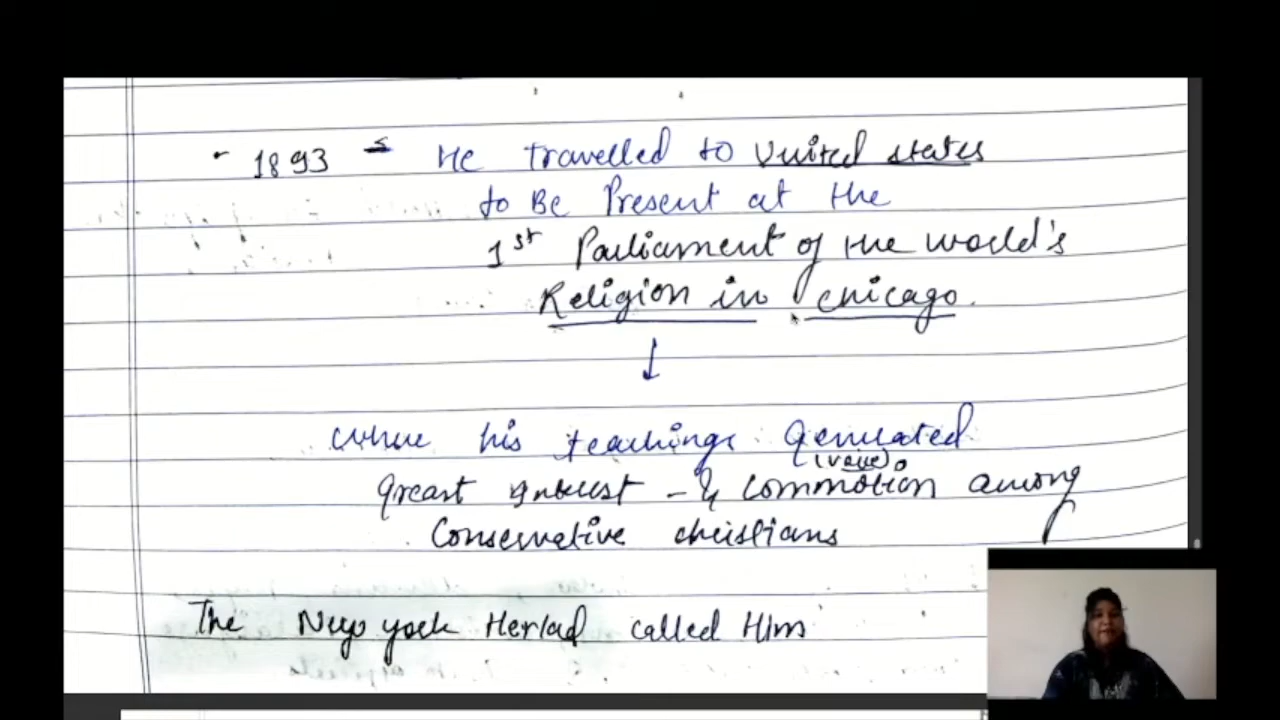 - 1893 - He travelled to United states
to Be Present at the
1st Parliament of the world's
Religion in chicago.
↓
where his teachings Generated
great interest - & commotion among
Conservative christians
The New york Herlad called Him